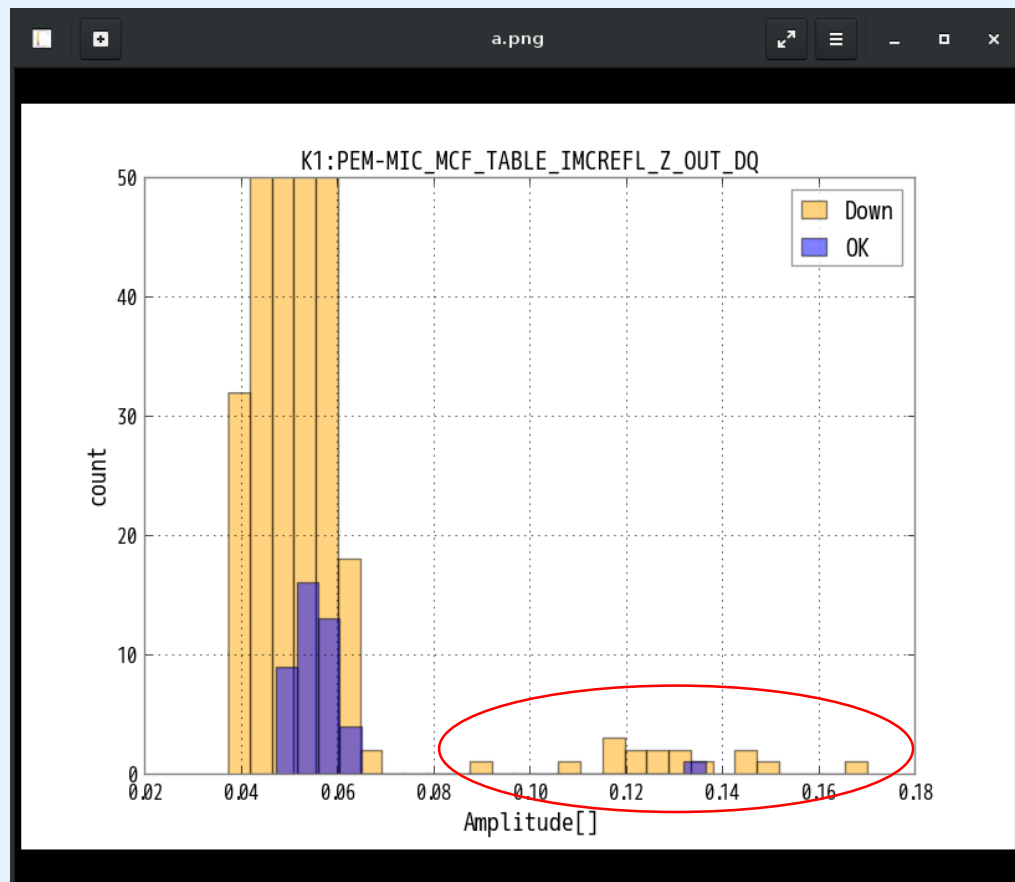 a.png
K1:PEM-MIC_MCF_TABLE_IMCREFL_Z_OUT_DQ
Down
OK
50
40
30
20
10
0
count
0.02 0.04 0.06 0.08 0.10 0.12 0.14 0.16 0.18
Amplitude[]